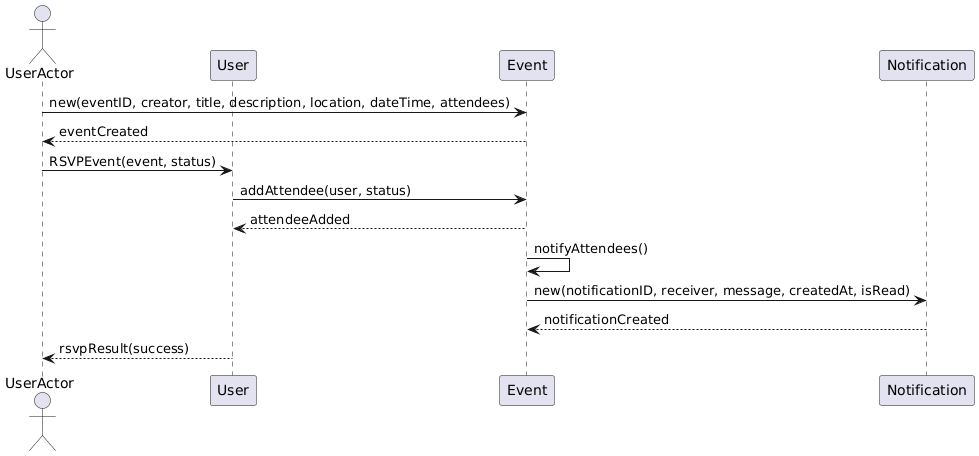 UserActor
User
Event
Notification
new(eventID, creator, title, description, location, dateTime, attendees)
eventCreated
RSVPEvent(event, status)
addAttendee(user, status)
attendeeAdded
notifyAttendees()
new(notificationID, receiver, message, createdAt, isRead)
notificationCreated
rsvpResult(success)
UserActor
User
Event
Notification